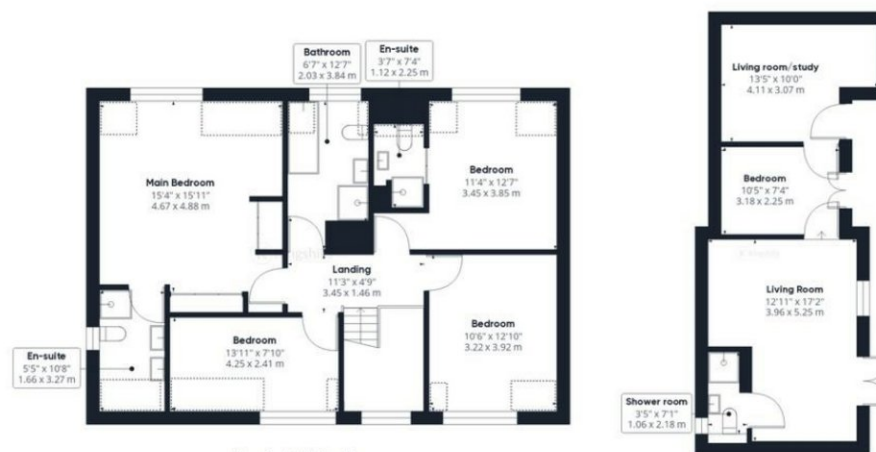 Bathroom
6'7" x 12'7"
2.03 x 3.84 m
En-suite
3'7" x 7'4"
1.12 x 2.25 m
Main Bedroom
15'4" x 15'11"
4.67 x 4.88 m
Bedroom
11'4" x 12'7"
3.45 x 3.85 m
Landing
11'3" x 4'9"
3.45 x 1.46 m
Bedroom
13'11" x 7'10"
4.25 x 2.41 m
Bedroom
10'6" x 12'10"
3.22 x 3.92 m
En-suite
5'5" x 10'8"
1.66 x 3.27 m
Living room/study
13'5" x 10'0"
4.11 x 3.07 m
Bedroom
10'5" x 7'4"
3.18 x 2.25 m
Living Room
12'11" x 17'2"
3.96 x 5.25 m
Shower room
3'5" x 7'1"
1.06 x 2.18 m